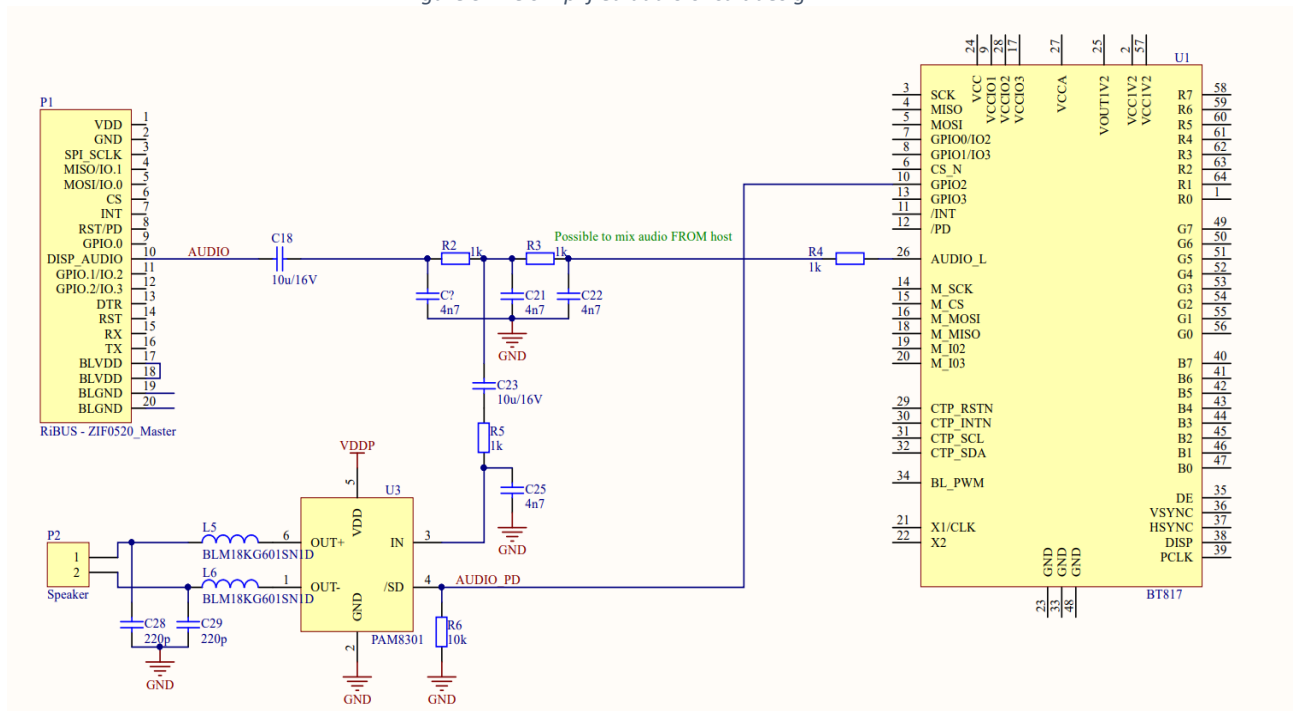 P1
VDD 1
GND 2
SPI_SCLK 3
MISO/IO.1 4
MOSI/IO.0 5
CS 6
INT 7
RST/PD 8
GPIO.0 9
DISP_AUDIO 10
GPIO.1/IO.2 11
GPIO.2/IO.3 12
DTR 13
RST 14
RX 15
TX 16
BLVDD 17
BLVDD 18
BLGND 19
BLGND 20
RiBUS - ZIF0520_Master
AUDIO
C18
10u/16V
R2
1k
R3
1k
Possible to mix audio FROM host
R4
1k
C?
4n7
C21
4n7
C22
4n7
GND
C23
10u/16V
R5
1k
C25
4n7
GND
VDDP
5
U3
VDD
6 OUT+
IN 3
1 OUT-
/SD 4
GND
2
PAM8301
GND
AUDIO_PD
R6
10k
GND
P2
1
2
Speaker
L5
BLM18KG601SN1D
L6
BLM18KG601SN1D
C28
220p
C29
220p
GND
U1
24 VCC
9 VCCIO1
28 VCCIO2
17 VCCIO3
27 VCCA
25 VOUT1V2
2 VCC1V2
57 VCC1V2
3 SCK
4 MISO
5 MOSI
7 GPIO0/IO2
8 GPIO1/IO3
6 CS_N
10 GPIO2
13 GPIO3
11 /INT
12 /PD
26 AUDIO_L
14 M_SCK
15 M_CS
16 M_MOSI
18 M_MISO
19 M_I02
20 M_I03
29 CTP_RSTN
30 CTP_INTN
31 CTP_SCL
32 CTP_SDA
34 BL_PWM
21 X1/CLK
22 X2
R7 58
R6 59
R5 60
R4 61
R3 62
R2 63
R1 64
R0 1
G7 49
G6 50
G5 51
G4 52
G3 53
G2 54
G1 55
G0 56
B7 40
B6 41
B5 42
B4 43
B3 44
B2 45
B1 46
B0 47
DE 35
VSYNC 36
HSYNC 37
DISP 38
PCLK 39
GND 23
GND 33
GND 48
BT817